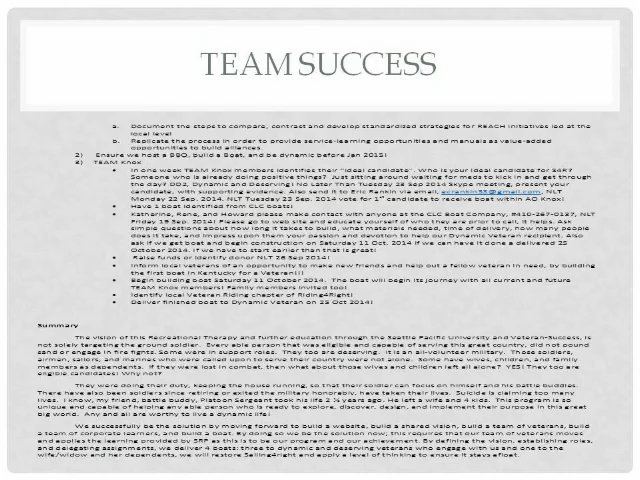 TEAM SUCCESS
a. Document the steps to compare, contrast and develop standardized strategies for REACH initiatives led at the
local level
b. Replicate the process in order to provide service-learning opportunities and manuals as value-added
opportunities to build alliances.
2) Ensure we host a BBQ, build a Boat, and be dynamic before Jan 2015!
3) TEAM Knox
• In one week TEAM Knox members identifies their "ideal candidate". Who is your ideal candidate for S4R?
Someone who is already doing positive things? Just sitting around waiting for meds to kick in and get through
the day? DD2, Dynamic and Deserving! No Later Than Tuesday 23 Sep 2014 Skype meeting, present your
candidate, with supporting evidence. Also send it to Eric Rankin via email, ecrankin33@gmail.com, NLT
Monday 22 Sep. 2014. NLT Tuesday 23 Sep. 2014 vote for 1st candidate to receive boat within AO Knox!
• Have 1 boat identified from CLC boats!
• Katherine, Rene, and Howard please make contact with anyone at the CLC Boat Company, P#410-267-0137, NLT
Friday 19 Sep. 2014! Please go to web site and educate yourself of who they are prior to call, it helps. Ask
simple questions about how long it takes to build, what materials needed, time of delivery, how many people
does it take, and impress upon them your passion and devotion to help our Dynamic Veteran recipient. Also
ask if we get boat and begin construction on Saturday 11 Oct. 2014 if we can have it done a delivered 25
October 2014. If we have to start earlier than that is great!
• Raise funds or identify donor NLT 26 Sep 2014!
• Inform local veterans of an opportunity to make new friends and help out a fellow veteran in need, by building
the first boat in Kentucky for a Veteran!!!
• Begin building boat Saturday 11 October 2014. The boat will begin its journey with all current and future
TEAM Knox members! Family members invited too!
• Identify local Veteran Riding chapter of Riding4Right!
• Deliver finished boat to Dynamic Veteran on 25 Oct 2014!
Summary
The vision of this Recreational Therapy and further education through the Seattle Pacific University and Veteran-Success, is
not solely targeting the ground soldier. Every able person that was eligible and capable of serving this great country, did not pound
sand or engage in fire fights. Some were in support roles. They too are deserving. It is an all-volunteer military. Those soldiers,
airmen, sailors, and marines who were called upon to serve their country were not alone. Some have wives, children, and family
members as dependents. If they were lost in combat, then what about those wives and children left all alone? YES! They too are
eligible candidates! Why not?
They were doing their duty, keeping the house running, so that their soldier can focus on himself and his battle buddies.
There have also been soldiers since retiring or exited the military honorably, have taken their lives. Suicide is claiming too many
lives. I know, my friend, battle buddy, Platoon Sergeant took his life 2 ½ years ago. He left a wife and 4 kids. This program is so
unique and capable of helping any able person who is ready to explore, discover, design, and implement their purpose in this great
big world. Any and all are worthy to live a dynamic life!
We successfully be the solution by moving forward to build a website, build a shared vision, build a team of veterans, build
a team of corporate learners, and build a boat. By doing so we be the solution now; this requires that our team of veterans moves
and applies the learning provided by SRP as this is to be our program and our achievement. By defining the vision, establishing roles,
and delegating assignments, we deliver 4 boats: three to dynamic and deserving veterans who engage with us and one to the
wife/widow and her dependents, we will restore Sailing4right and apply a level of thinking to ensure it stays afloat.